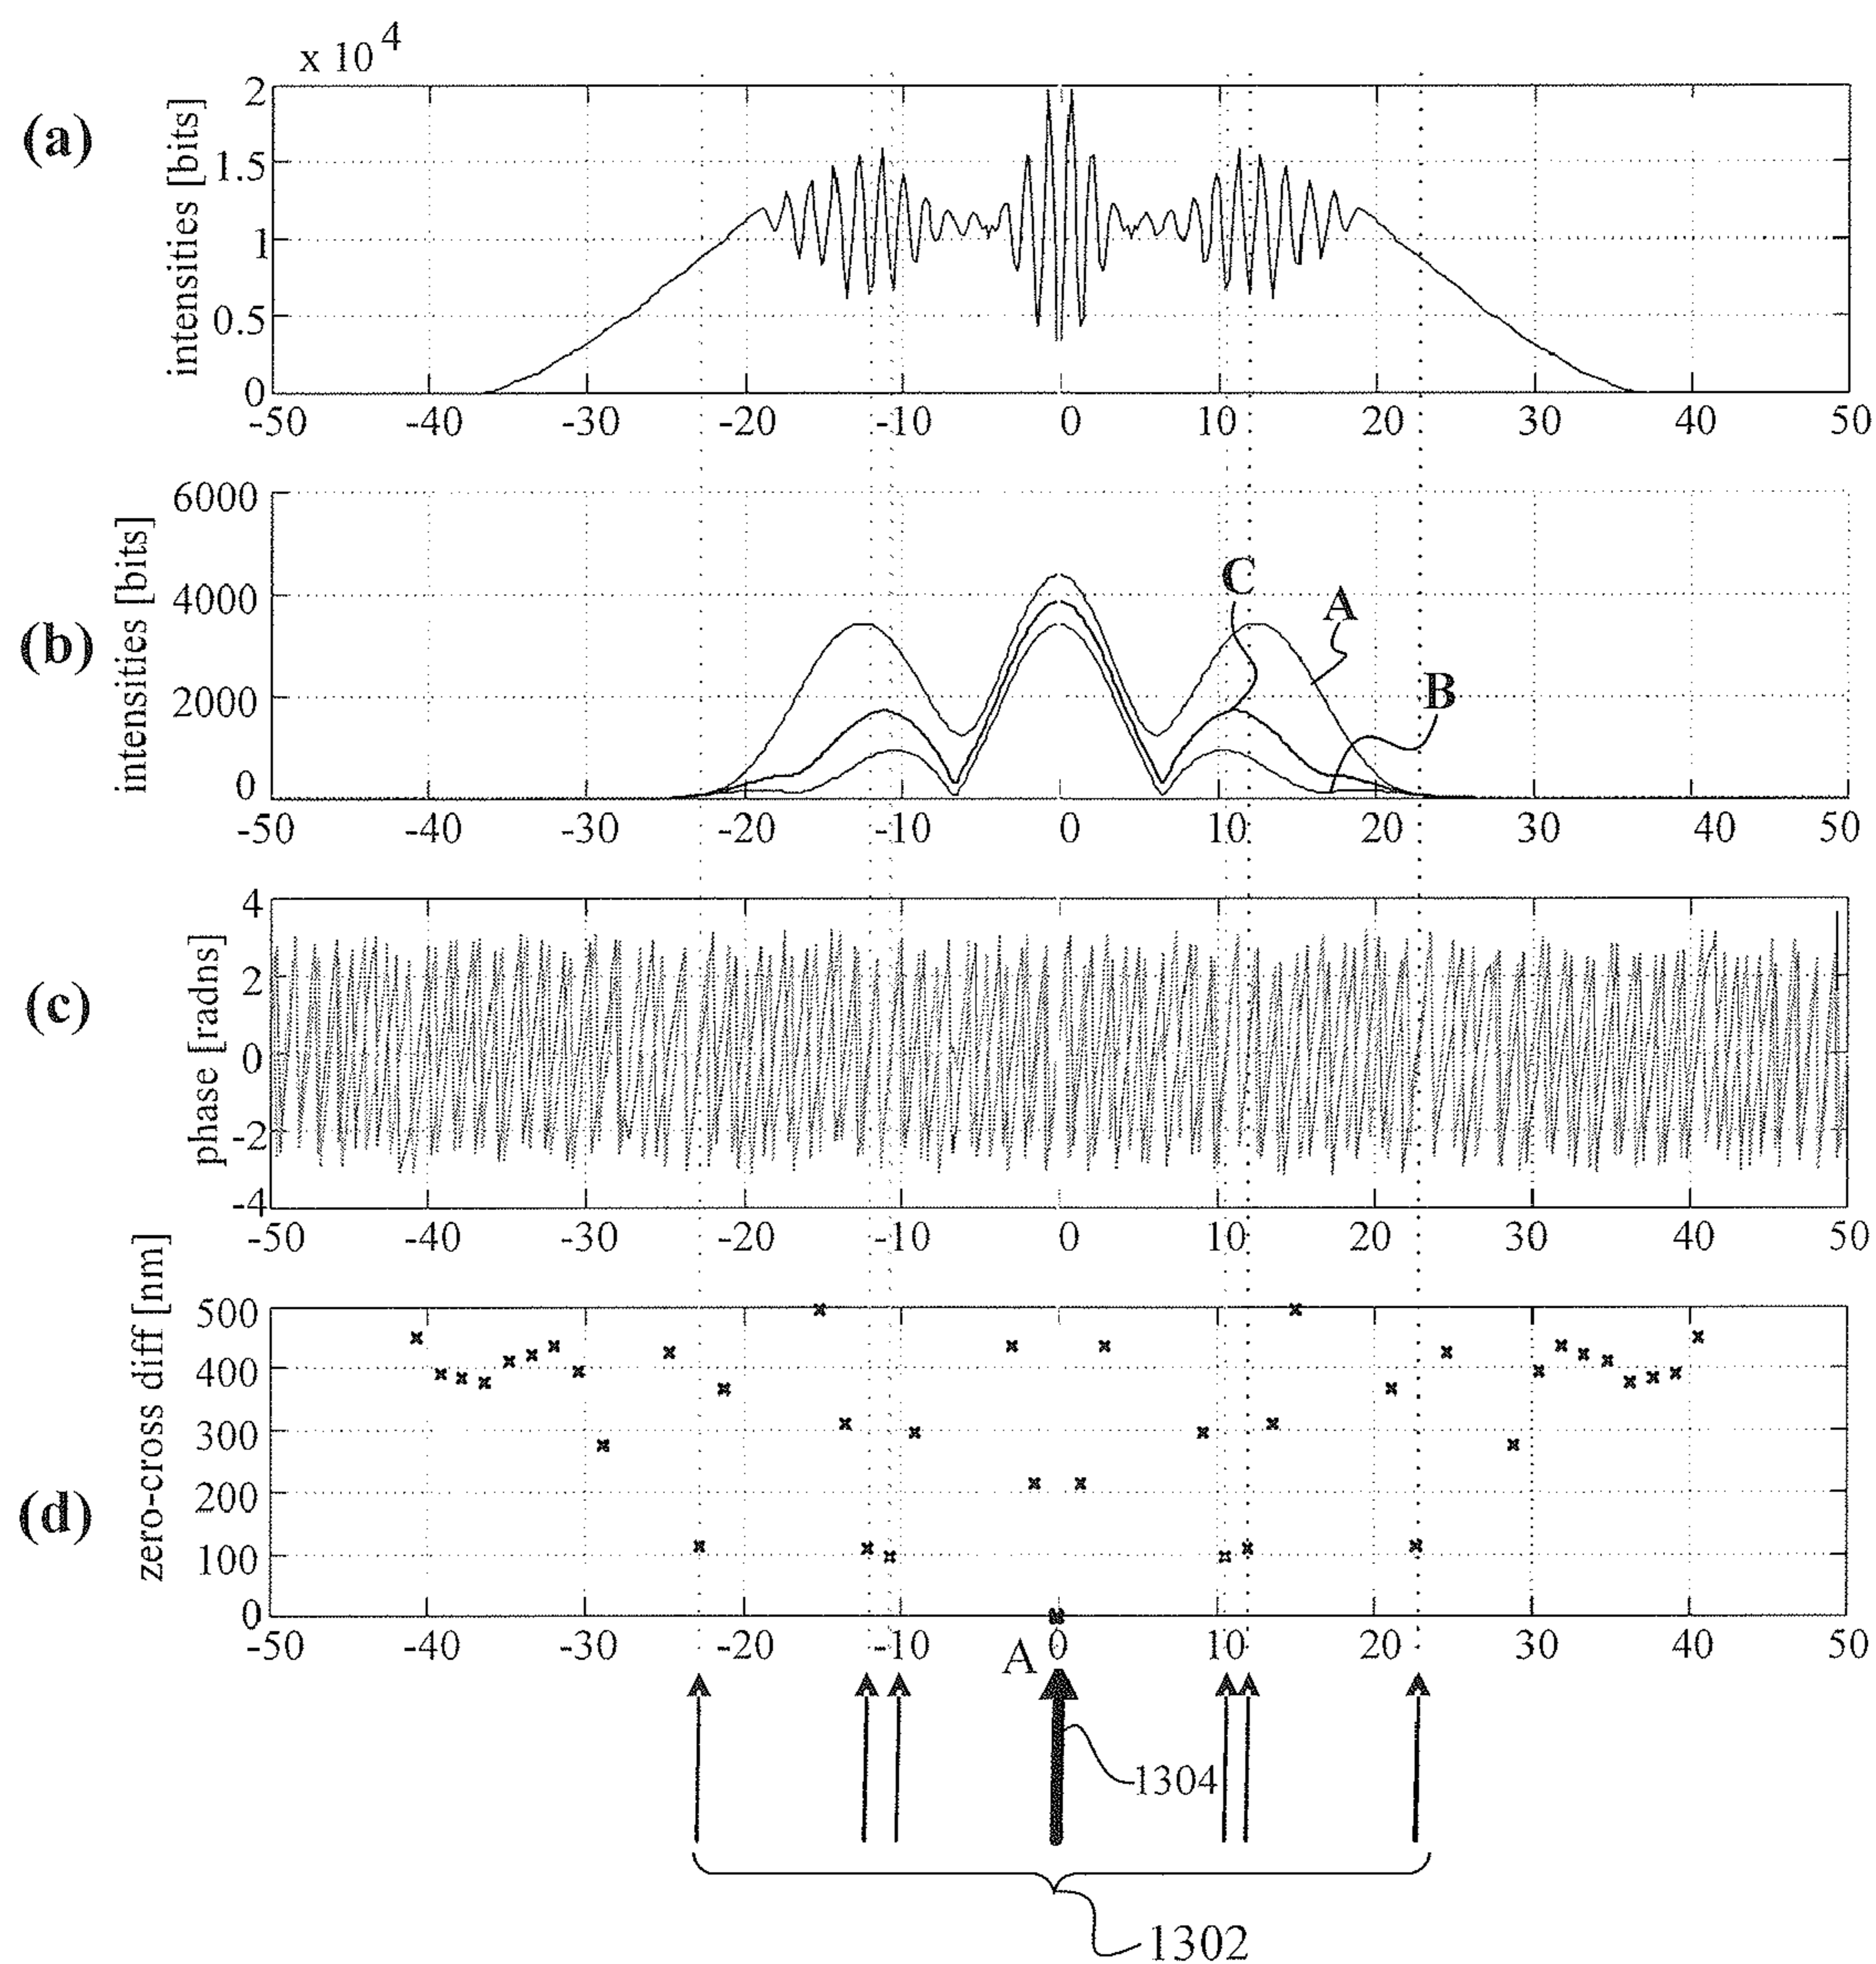 x 10 4
(a)
intensities [bits]
2
1.5
1
0.5
0
-50 -40 -30 -20 -10 0 10 20 30 40 50
(b)
intensities [bits]
6000
4000
2000
0
C
A
B
-50 -40 -30 -20 -10 0 10 20 30 40 50
(c)
phase [radns]
4
2
0
-2
-4
-50 -40 -30 -20 -10 0 10 20 30 40 50
(d)
zero-cross diff [nm]
500
400
300
200
100
0
-50 -40 -30 -20 -10 0 10 20 30 40 50
A
1304
1302